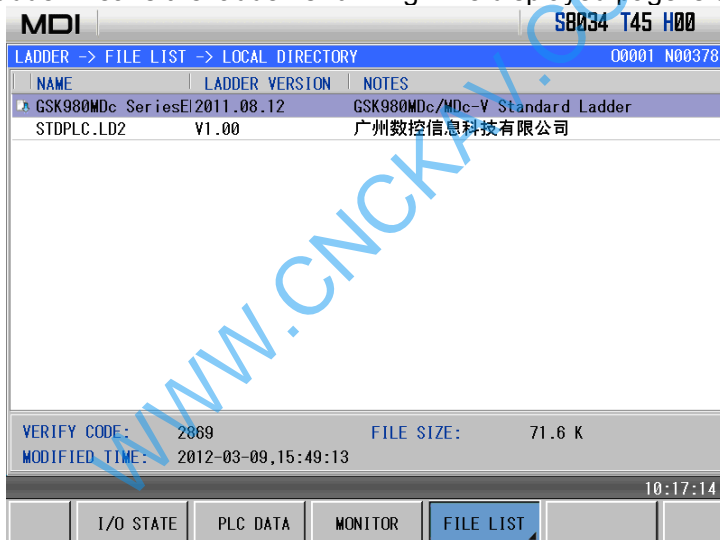 MDI S8034 T45 H00
LADDER -> FILE LIST -> LOCAL DIRECTORY O0001 N00378
NAME LADDER VERSION NOTES
GSK980MDc SeriesE 2011.08.12 GSK980MDc/MDc-V Standard Ladder
STDPLC.LD2 V1.00 广州数控信息科技有限公司
WWW.CNCKAY.CO
VERIFY CODE: 2869 FILE SIZE: 71.6 K
MODIFIED TIME: 2012-03-09,15:49:13
10:17:14
I/O STATE PLC DATA MONITOR FILE LIST